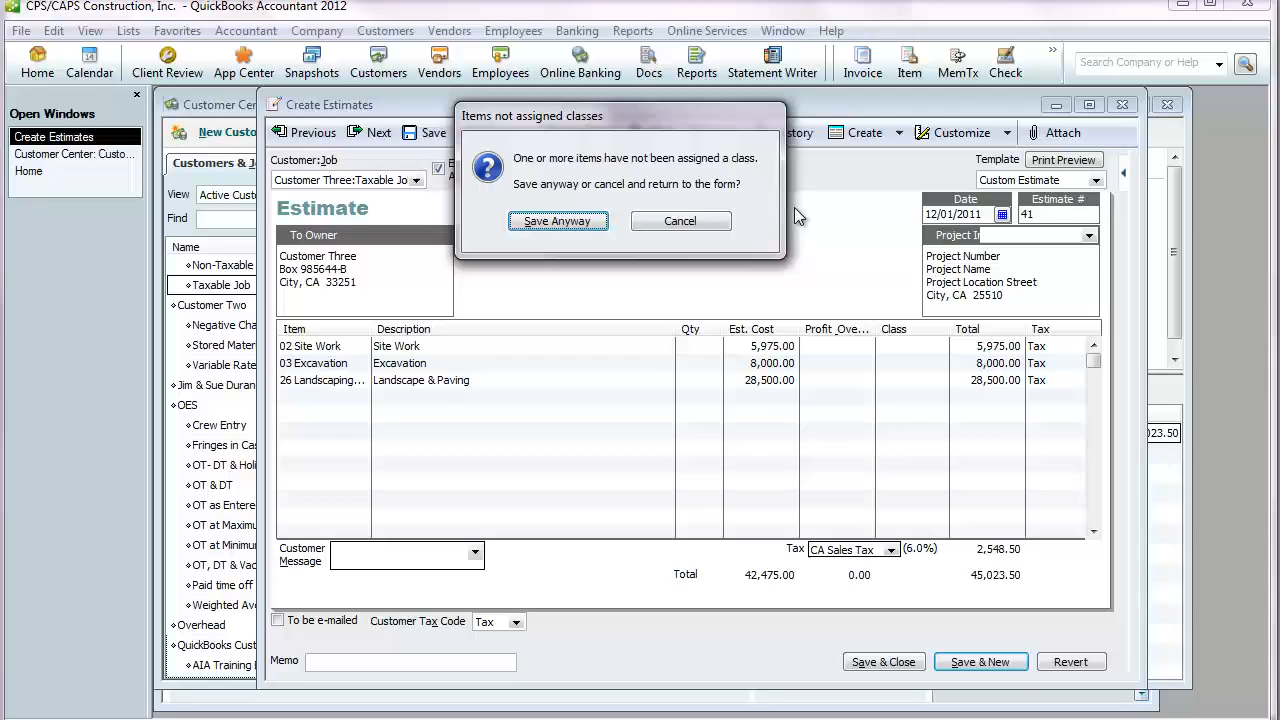 CPS/CAPS Construction, Inc. - QuickBooks Accountant 2012
File Edit View Lists Favorites Accountant Company Customers Vendors Employees Banking Reports Online Services Window Help
Home Calendar Client Review App Center Snapshots Customers Vendors Employees Online Banking Docs Reports Statement Writer Invoice Item MemTx Check
Search Company or Help
Open Windows
Create Estimates
Customer Center: Custo...
Home
Customer Cen
New Custo
Customers & J
View Active Custom
Find
Name
Non-Taxable
Taxable Job
Customer Two
Negative Cha
Stored Mater
Variable Rate
Jim & Sue Duran
OES
Crew Entry
Fringes in Cas
OT- DT & Holi
OT & DT
OT as Entere
OT at Maximu
OT at Minimu
OT, DT & Vac
Paid time off
Weighted Ave
Overhead
QuickBooks Cust
AIA Training
Create Estimates
Previous Next Save story Create Customize Attach
Items not assigned classes
One or more items have not been assigned a class.
Save anyway or cancel and return to the form?
Save Anyway Cancel
Customer:Job
Customer Three:Taxable Jo
Template Print Preview
Custom Estimate
Estimate
Date Estimate #
12/01/2011 41
To Owner
Customer Three
Box 985644-B
City, CA 33251
Project In
Project Number
Project Name
Project Location Street
City, CA 25510
Item Description Qty Est. Cost Profit_Ove... Class Total Tax
02 Site Work Site Work 5,975.00 5,975.00 Tax
03 Excavation Excavation 8,000.00 8,000.00 Tax
26 Landscaping... Landscape & Paving 28,500.00 28,500.00 Tax
023.50
Customer
Message
Tax CA Sales Tax (6.0%) 2,548.50
Total 42,475.00 0.00 45,023.50
To be e-mailed Customer Tax Code Tax
Memo
Save & Close Save & New Revert